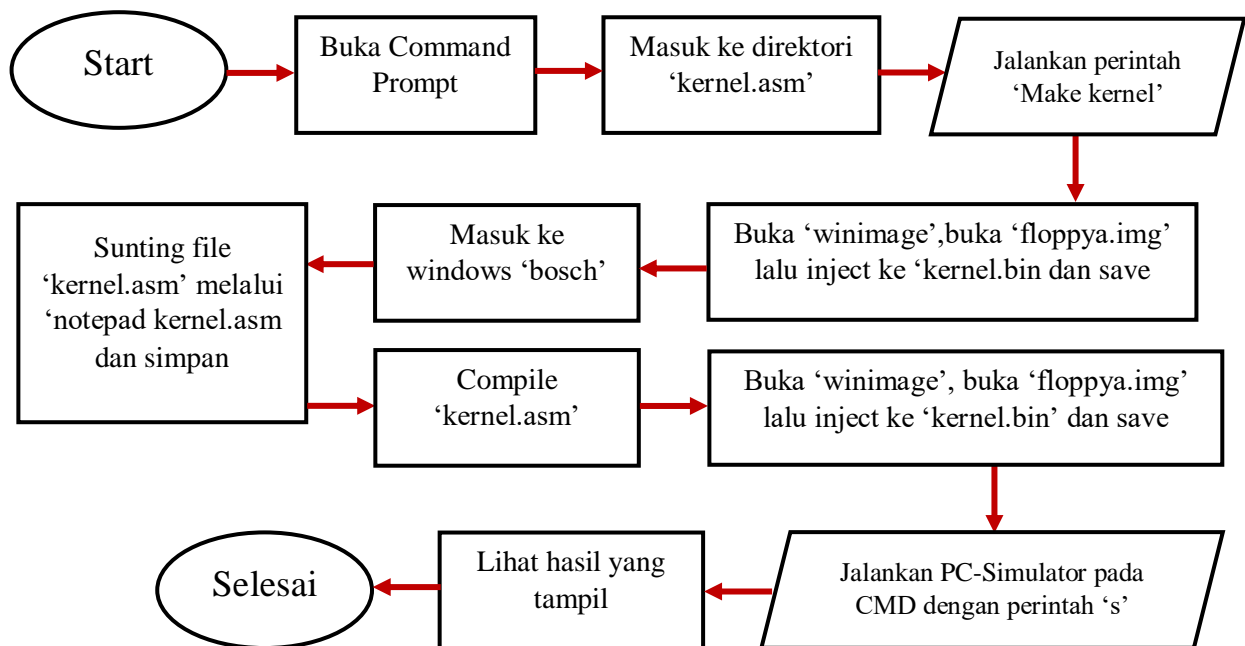 Start
Buka Command
Prompt
Masuk ke direktori
‘kernel.asm’
Jalankan perintah
‘Make kernel’
Buka ‘winimage’,buka ‘floppya.img’
lalu inject ke ‘kernel.bin dan save
Masuk ke
windows ‘bosch’
Sunting file
‘kernel.asm’ melalui
‘notepad kernel.asm
dan simpan
Compile
‘kernel.asm’
Buka ‘winimage’, buka ‘floppya.img’
lalu inject ke ‘kernel.bin’ dan save
Jalankan PC-Simulator pada
CMD dengan perintah ‘s’
Lihat hasil yang
tampil
Selesai